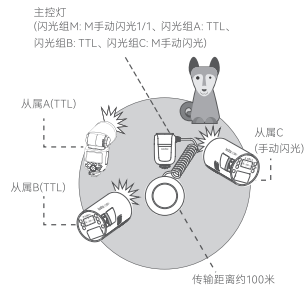 主控灯
(闪光组M: M手动闪光1/1、闪光组A: TTL、
闪光组B: TTL、闪光组C: M手动闪光)
从属A(TTL)
从属C
(手动闪光)
从属B(TTL)
传输距离约100米